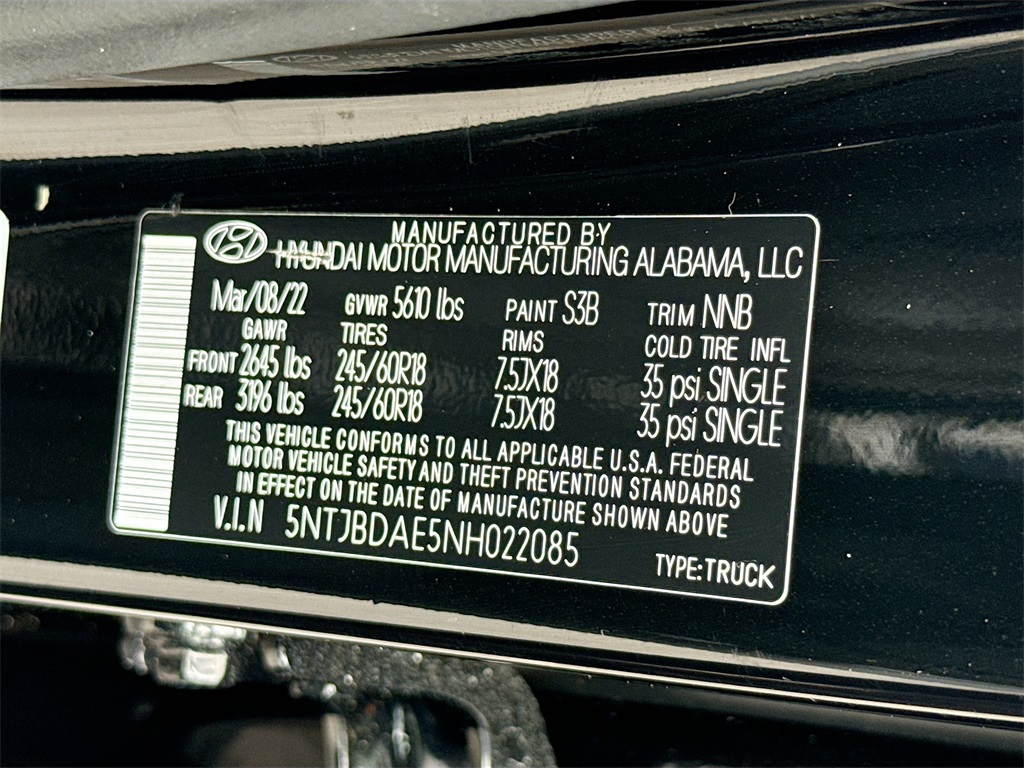 MANUFACTURED BY
HYUNDAI MOTOR MANUFACTURING ALABAMA, LLC
Mar/08/22 GVWR 5610 lbs PAINT S3B TRIM NNB
GAWR TIRES RIMS COLD TIRE INFL
FRONT 2645 lbs 245/60R18 7.5JX18 35 psi SINGLE
REAR 3196 lbs 245/60R18 7.5JX18 35 psi SINGLE
THIS VEHICLE CONFORMS TO ALL APPLICABLE U.S.A. FEDERAL
MOTOR VEHICLE SAFETY AND THEFT PREVENTION STANDARDS
IN EFFECT ON THE DATE OF MANUFACTURE SHOWN ABOVE
V.I.N 5NTJBDAE5NH022085
TYPE:TRUCK